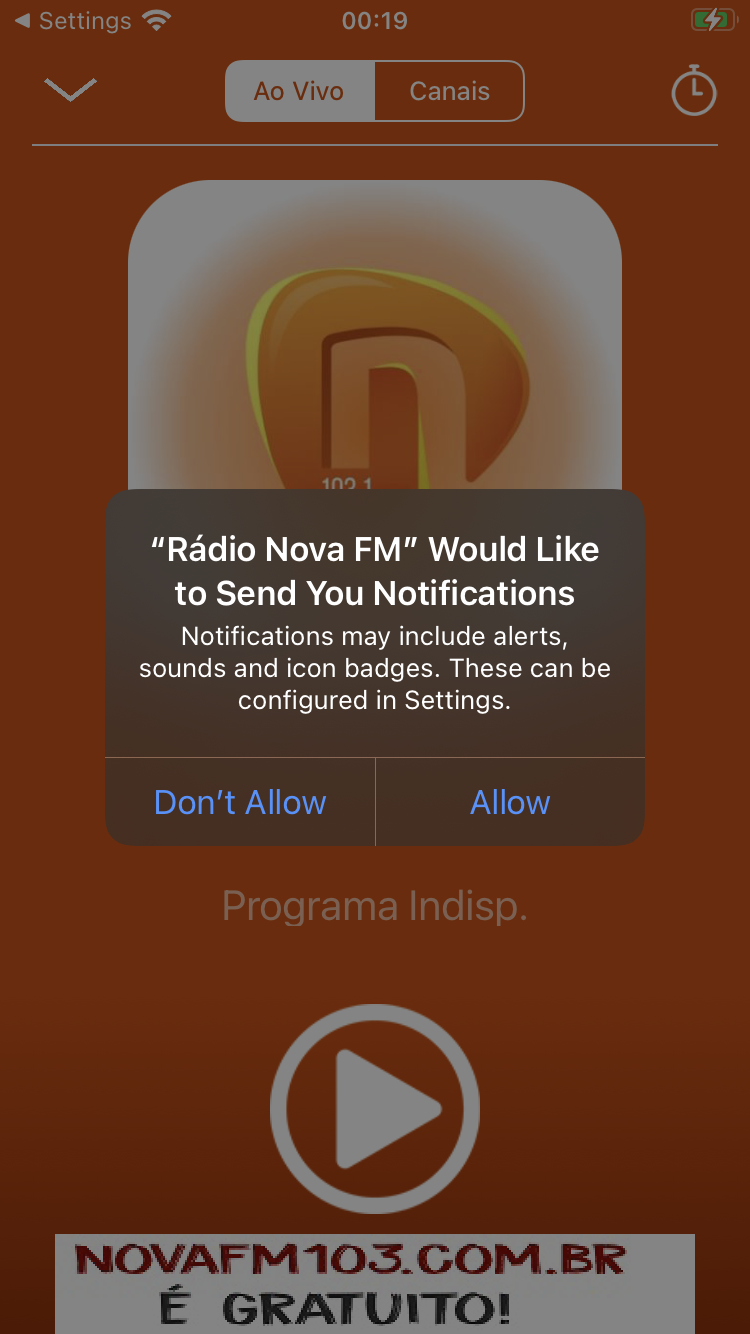 Settings
00:19
Ao Vivo
Canais
102.1
“Rádio Nova FM” Would Like
to Send You Notifications
Notifications may include alerts,
sounds and icon badges. These can be
configured in Settings.
Don’t Allow
Allow
Programa Indisp.
NOVAFM103.COM.BR
É GRATUITO!